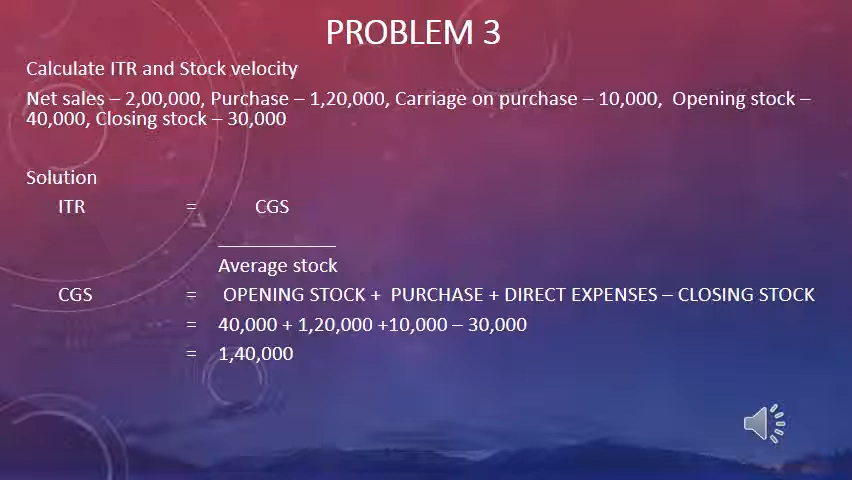 PROBLEM 3
Calculate ITR and Stock velocity
Net sales – 2,00,000, Purchase – 1,20,000, Carriage on purchase – 10,000,  Opening stock –
40,000, Closing stock – 30,000
Solution
ITR = CGS
Average stock
CGS = OPENING STOCK + PURCHASE + DIRECT EXPENSES – CLOSING STOCK
= 40,000 + 1,20,000 +10,000 – 30,000
= 1,40,000